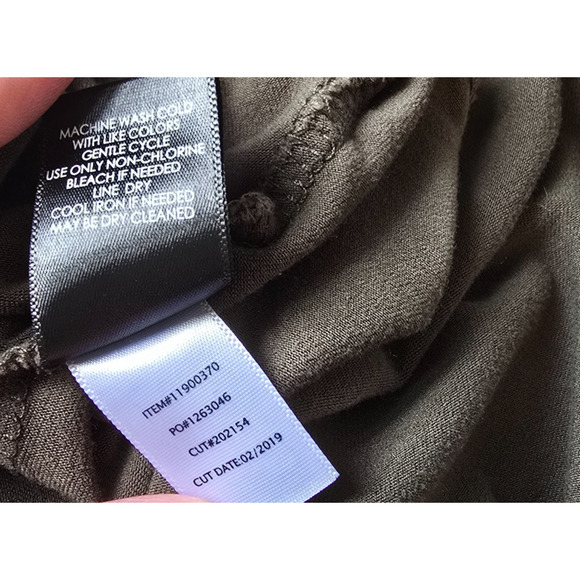 MACHINE WASH COLD
WITH LIKE COLORS
GENTLE CYCLE
USE ONLY NON-CHLORINE
BLEACH IF NEEDED
LINE DRY
COOL IRON IF NEEDED
MAY BE DRY CLEANED
ITEM#11900370
PO#1263046
CUT#202154
CUT DATE:02/2019